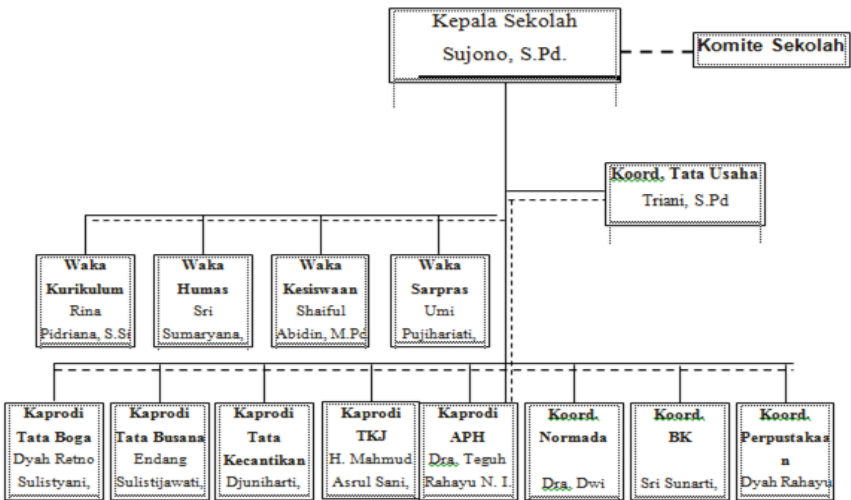 Kepala Sekolah
Sujono, S.Pd.
Komite Sekolah
Koord. Tata Usaha
Triani, S.Pd
Waka
Kurikulum
Rina
Pidriana, S.Si
Waka
Humas
Sri
Sumaryana,
Waka
Kesiswaan
Shaiful
Abidin, M.Pd
Waka
Sarpras
Umi
Pujihariati,
Kaprodi
Tata Boga
Dyah Retno
Sulistyani,
Kaprodi
Tata Busana
Endang
Sulistijawati,
Kaprodi
Tata
Kecantikan
Djuniharti,
Kaprodi
TKJ
H. Mahmud
Asrul Sani,
Kaprodi
APH
Dra. Teguh
Rahayu N. I.
Koord.
Normada
Dra. Dwi
Koord.
BK
Sri Sunarti,
Koord.
Perpustakaa
n
Dyah Rahayu